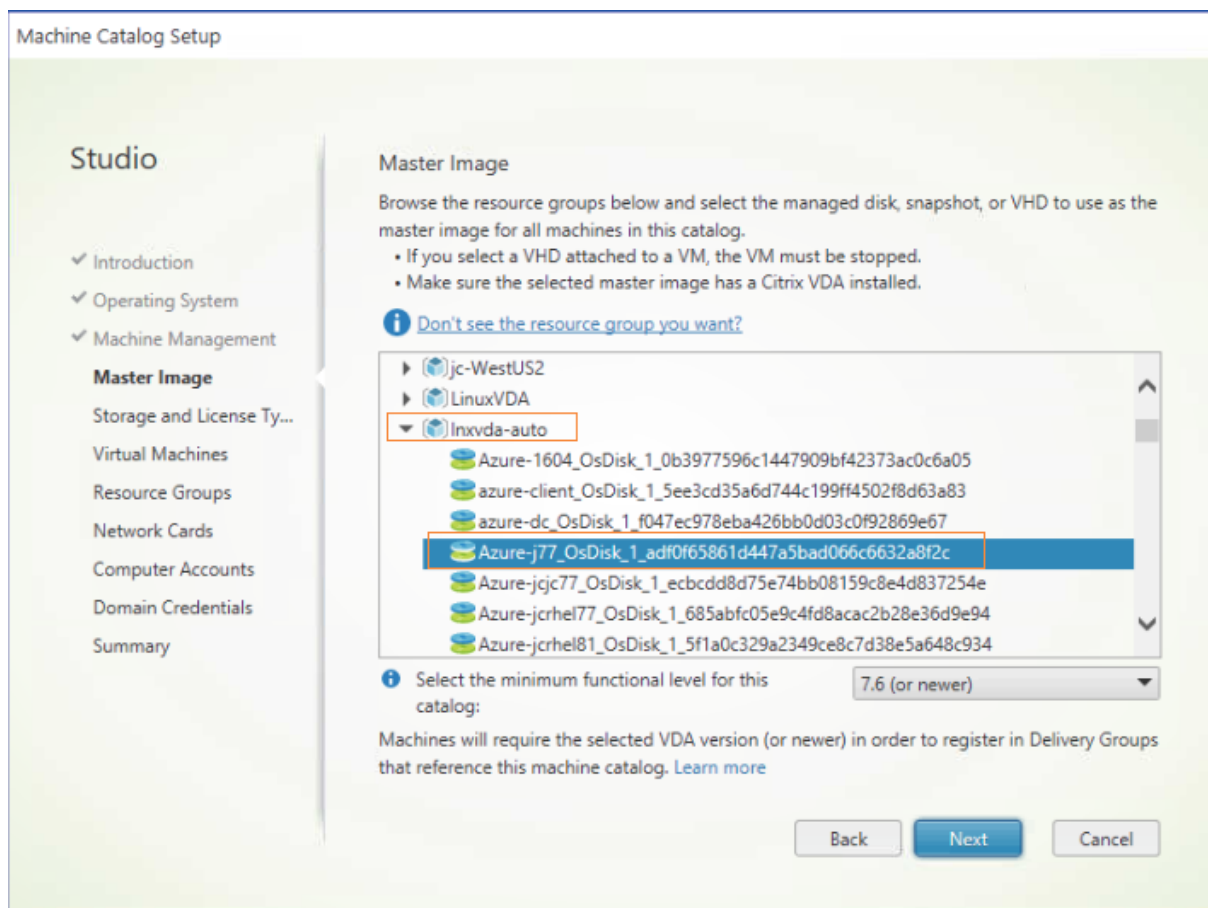 Machine Catalog Setup
Studio
Introduction
Operating System
Machine Management
Master Image
Storage and License Ty...
Virtual Machines
Resource Groups
Network Cards
Computer Accounts
Domain Credentials
Summary
Master Image
Browse the resource groups below and select the managed disk, snapshot, or VHD to use as the
master image for all machines in this catalog.
• If you select a VHD attached to a VM, the VM must be stopped.
• Make sure the selected master image has a Citrix VDA installed.
Don't see the resource group you want?
jc-WestUS2
LinuxVDA
lnxvda-auto
Azure-1604_OsDisk_1_0b3977596c1447909bf42373ac0c6a05
azure-client_OsDisk_1_5ee3cd35a6d744c199ff4502f8d63a83
azure-dc_OsDisk_1_f047ec978eba426bb0d03c0f92869e67
Azure-j77_OsDisk_1_adf0f65861d447a5bad066c6632a8f2c
Azure-jcjc77_OsDisk_1_ecbcdd8d75e74bb08159c8e4d837254e
Azure-jcrhel77_OsDisk_1_685abfc05e9c4fd8acac2b28e36d9e94
Azure-jcrhel81_OsDisk_1_5f1a0c329a2349ce8c7d38e5a648c934
Select the minimum functional level for this
catalog:
7.6 (or newer)
Machines will require the selected VDA version (or newer) in order to register in Delivery Groups
that reference this machine catalog. Learn more
Back
Next
Cancel